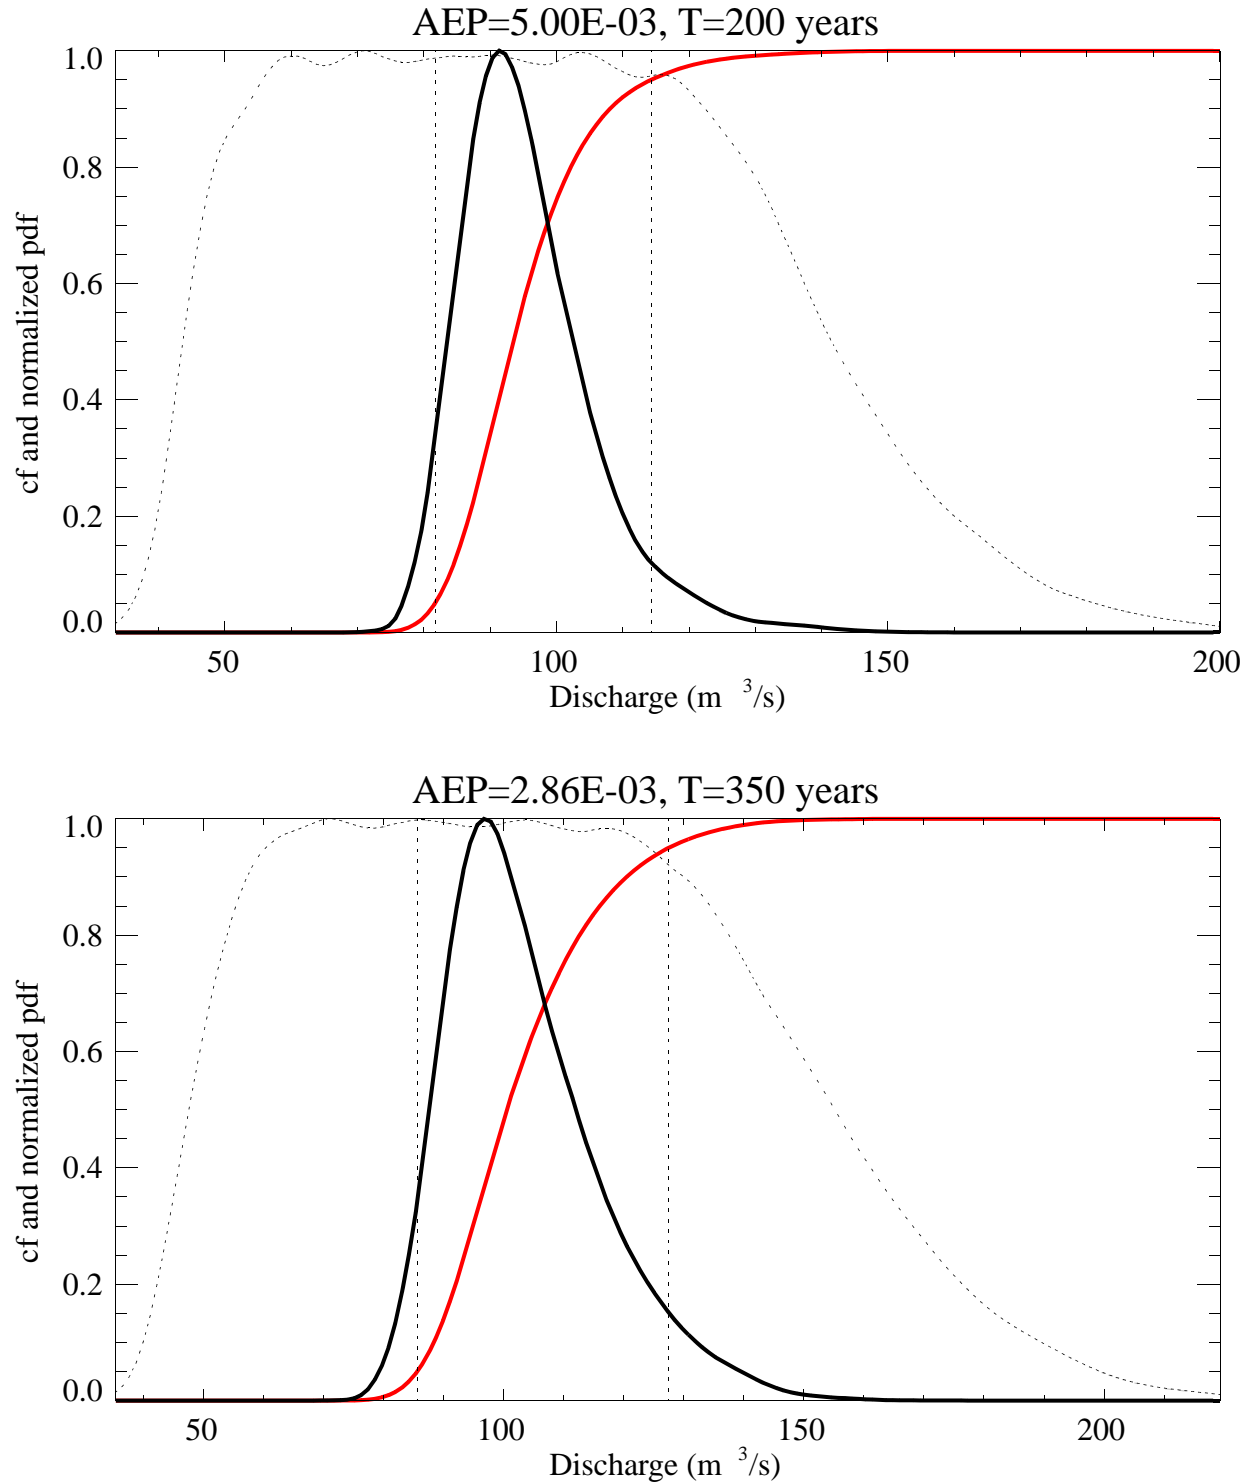 AEP=5.00E-03, T=200 years
1.0
0.8
0.6
0.4
0.2
0.0
cf and normalized pdf
50 100 150 200
Discharge (m 3/s)
AEP=2.86E-03, T=350 years
1.0
0.8
0.6
0.4
0.2
0.0
cf and normalized pdf
50 100 150 200
Discharge (m 3/s)